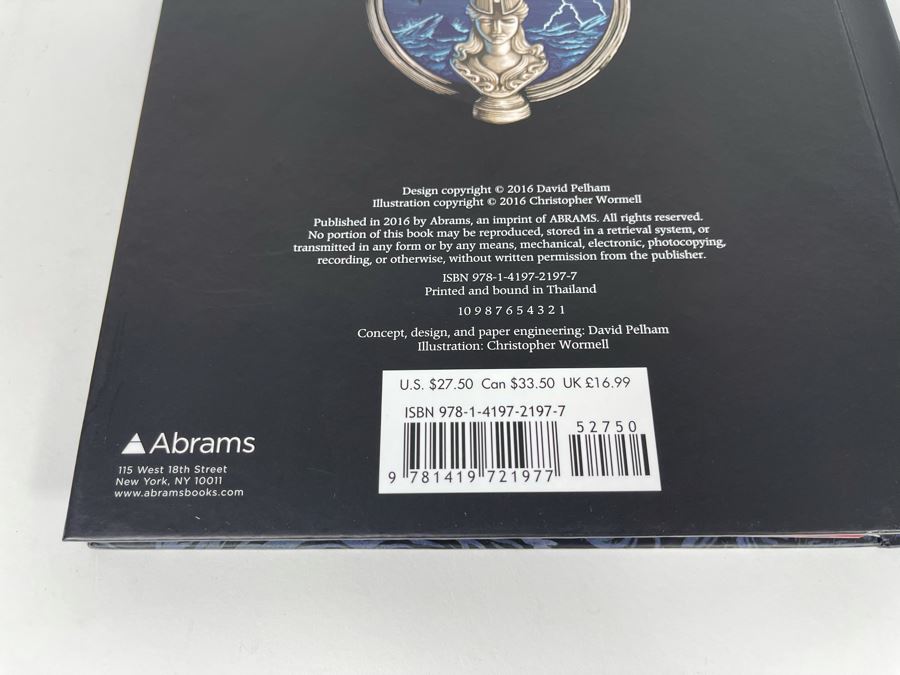 Design copyright © 2016 David Pelham
Illustration copyright © 2016 Christopher Wormell
Published in 2016 by Abrams, an imprint of ABRAMS. All rights reserved.
No portion of this book may be reproduced, stored in a retrieval system, or
transmitted in any form or by any means, mechanical, electronic, photocopying,
recording, or otherwise, without written permission from the publisher.
ISBN 978-1-4197-2197-7
Printed and bound in Thailand
10 9 8 7 6 5 4 3 2 1
Concept, design, and paper engineering: David Pelham
Illustration: Christopher Wormell
U.S. $27.50 Can $33.50 UK £16.99
ISBN 978-1-4197-2197-7
52750
9 781419 721977
Abrams
115 West 18th Street
New York, NY 10011
www.abramsbooks.com